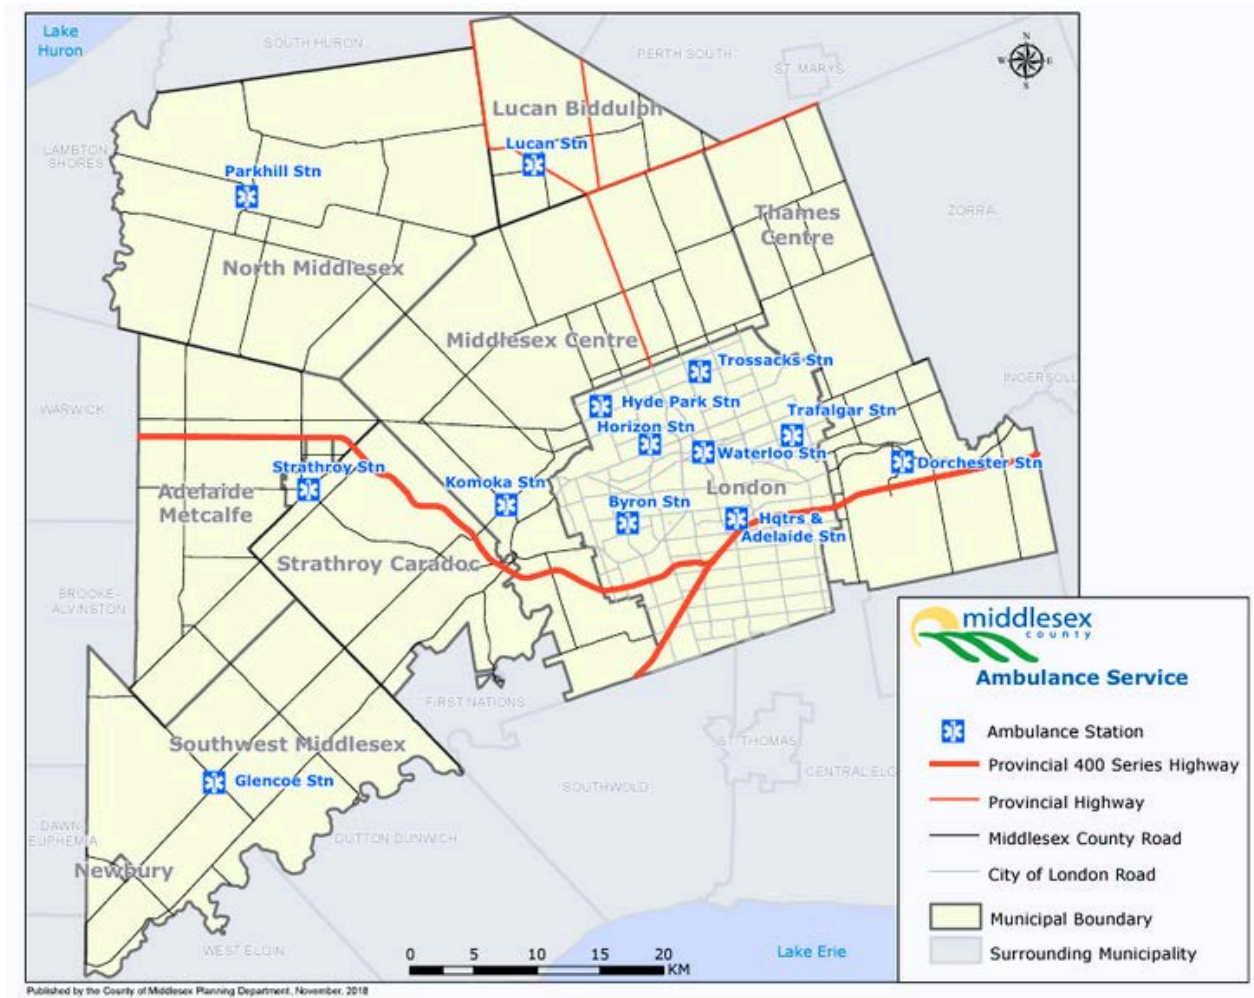 Lake
Huron
SOUTH HURON
PERTH SOUTH
ST. MARYS
N
W
E
S
Lucan Biddulph
Lucan Stn
LAMBTON
SHORES
Parkhill Stn
Thames
Centre
ZORRA
North Middlesex
Middlesex Centre
Trossacks Stn
INGERSOLL
Hyde Park Stn
WARWICK
Trafalgar Stn
Horizon Stn
Waterloo Stn
Dorchester Stn
Strathroy Stn
Komoka Stn
London
Adelaide
Metcalfe
Byron Stn
Hqtrs &
Adelaide Stn
Strathroy Caradoc
BROOKE-
ALVINSTON
FIRST NATIONS
Southwest Middlesex
ST. THOMAS
Glencoe Stn
CENTRAL ELG
SOUTHWOLD
DAWN
EUPHEMIA
DUTTON DUNWICH
Newbury
WEST ELGIN
Lake Erie
0 5 10 15 20
KM
middlesex
county
Ambulance Service
Ambulance Station
Provincial 400 Series Highway
Provincial Highway
Middlesex County Road
City of London Road
Municipal Boundary
Surrounding Municipality
Published by the County of Middlesex Planning Department, November, 2018